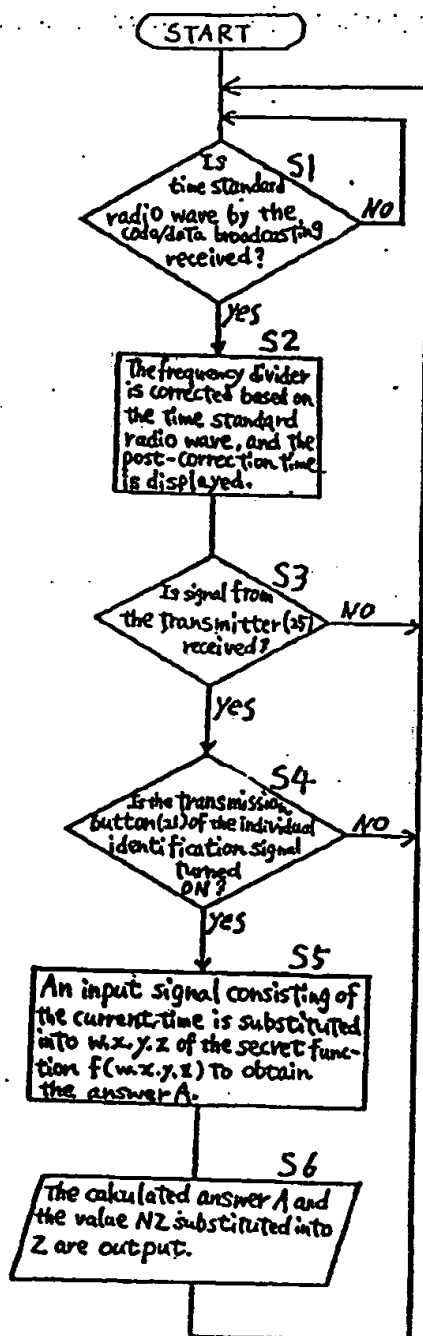 START
Is S1
time standard
radio wave by the NO
code/data broadcasting
received?
yes
S2
The frequency divider
is corrected based on
the time standard
radio wave, and the
post-correction time
is displayed.
S3
Is signal from NO
the transmitter (25)
received?
yes
S4
Is the transmission
button(21) of the individual NO
identification signal
turned
ON?
yes
S5
An input signal consisting of
the current time is substituted
into w.x.y.z of the secret func-
tion f(w.x.y.z) to obtain
the answer A.
S6
The calculated answer A and
the value NZ substituted into
Z are output.